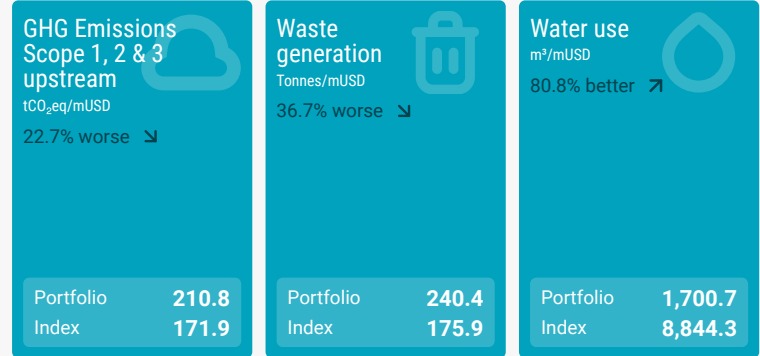 GHG Emissions
Scope 1, 2 & 3
upstream
tCO₂eq/mUSD
22.7% worse
Portfolio 210.8
Index 171.9
Waste
generation
Tonnes/mUSD
36.7% worse
Portfolio 240.4
Index 175.9
Water use
m³/mUSD
80.8% better
Portfolio 1,700.7
Index 8,844.3